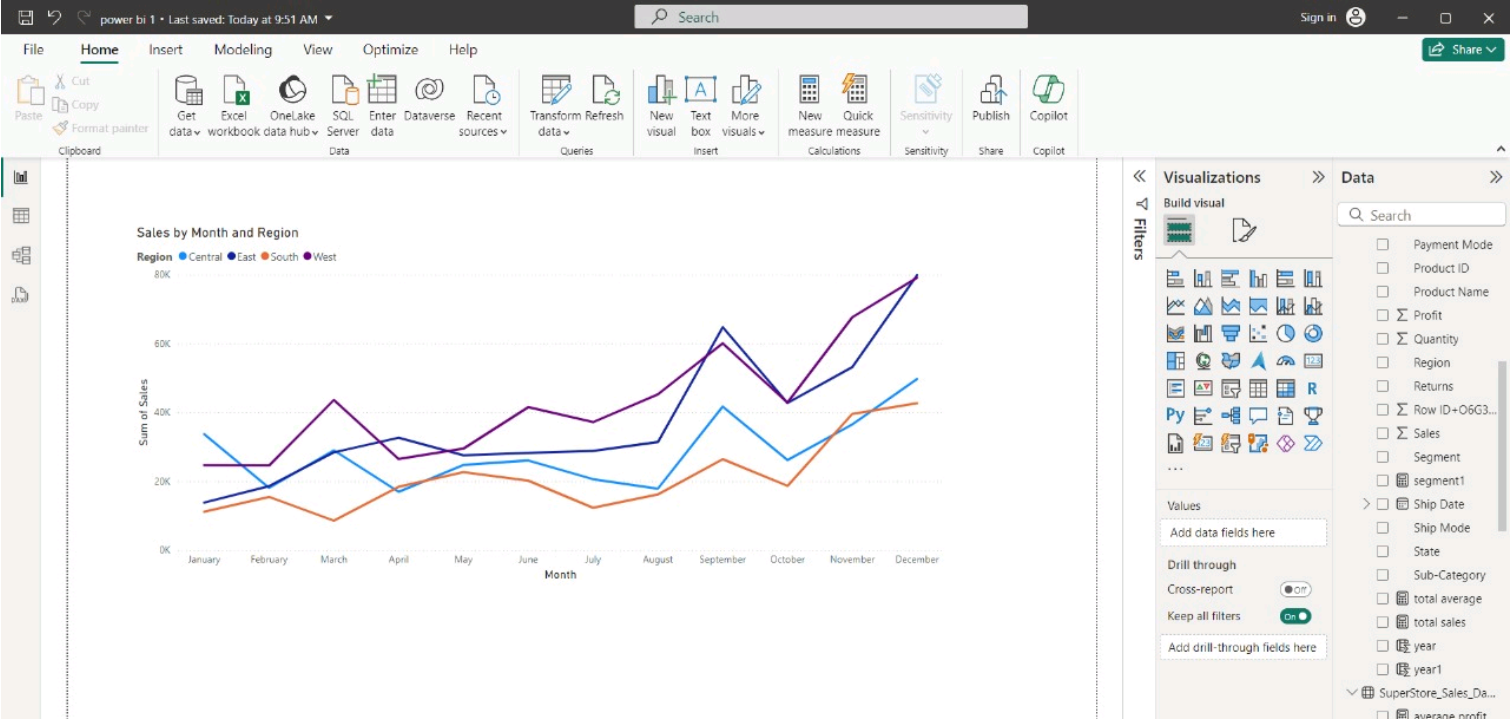 power bi 1 • Last saved: Today at 9:51 AM
Search
Sign in
File Home Insert Modeling View Optimize Help
Share
Paste
Cut
Copy
Format painter
Clipboard
Get data
Excel workbook
OneLake data hub
SQL Server
Enter data
Dataverse
Recent sources
Data
Transform data
Refresh
Queries
New visual
Text box
More visuals
Insert
New measure
Quick measure
Calculations
Sensitivity
Sensitivity
Publish
Share
Copilot
Copilot
Sales by Month and Region
Region Central East South West
80K
60K
40K
20K
0K
Sum of Sales
January February March April May June July August September October November December
Month
Filters
Visualizations
Build visual
R
Py
123
...
Values
Add data fields here
Drill through
Cross-report
Off
Keep all filters
On
Add drill-through fields here
Data
Search
Payment Mode
Product ID
Product Name
Profit
Quantity
Region
Returns
Row ID+O6G3...
Sales
Segment
segment1
Ship Date
Ship Mode
State
Sub-Category
total average
total sales
year
year1
SuperStore_Sales_Da...
average profit